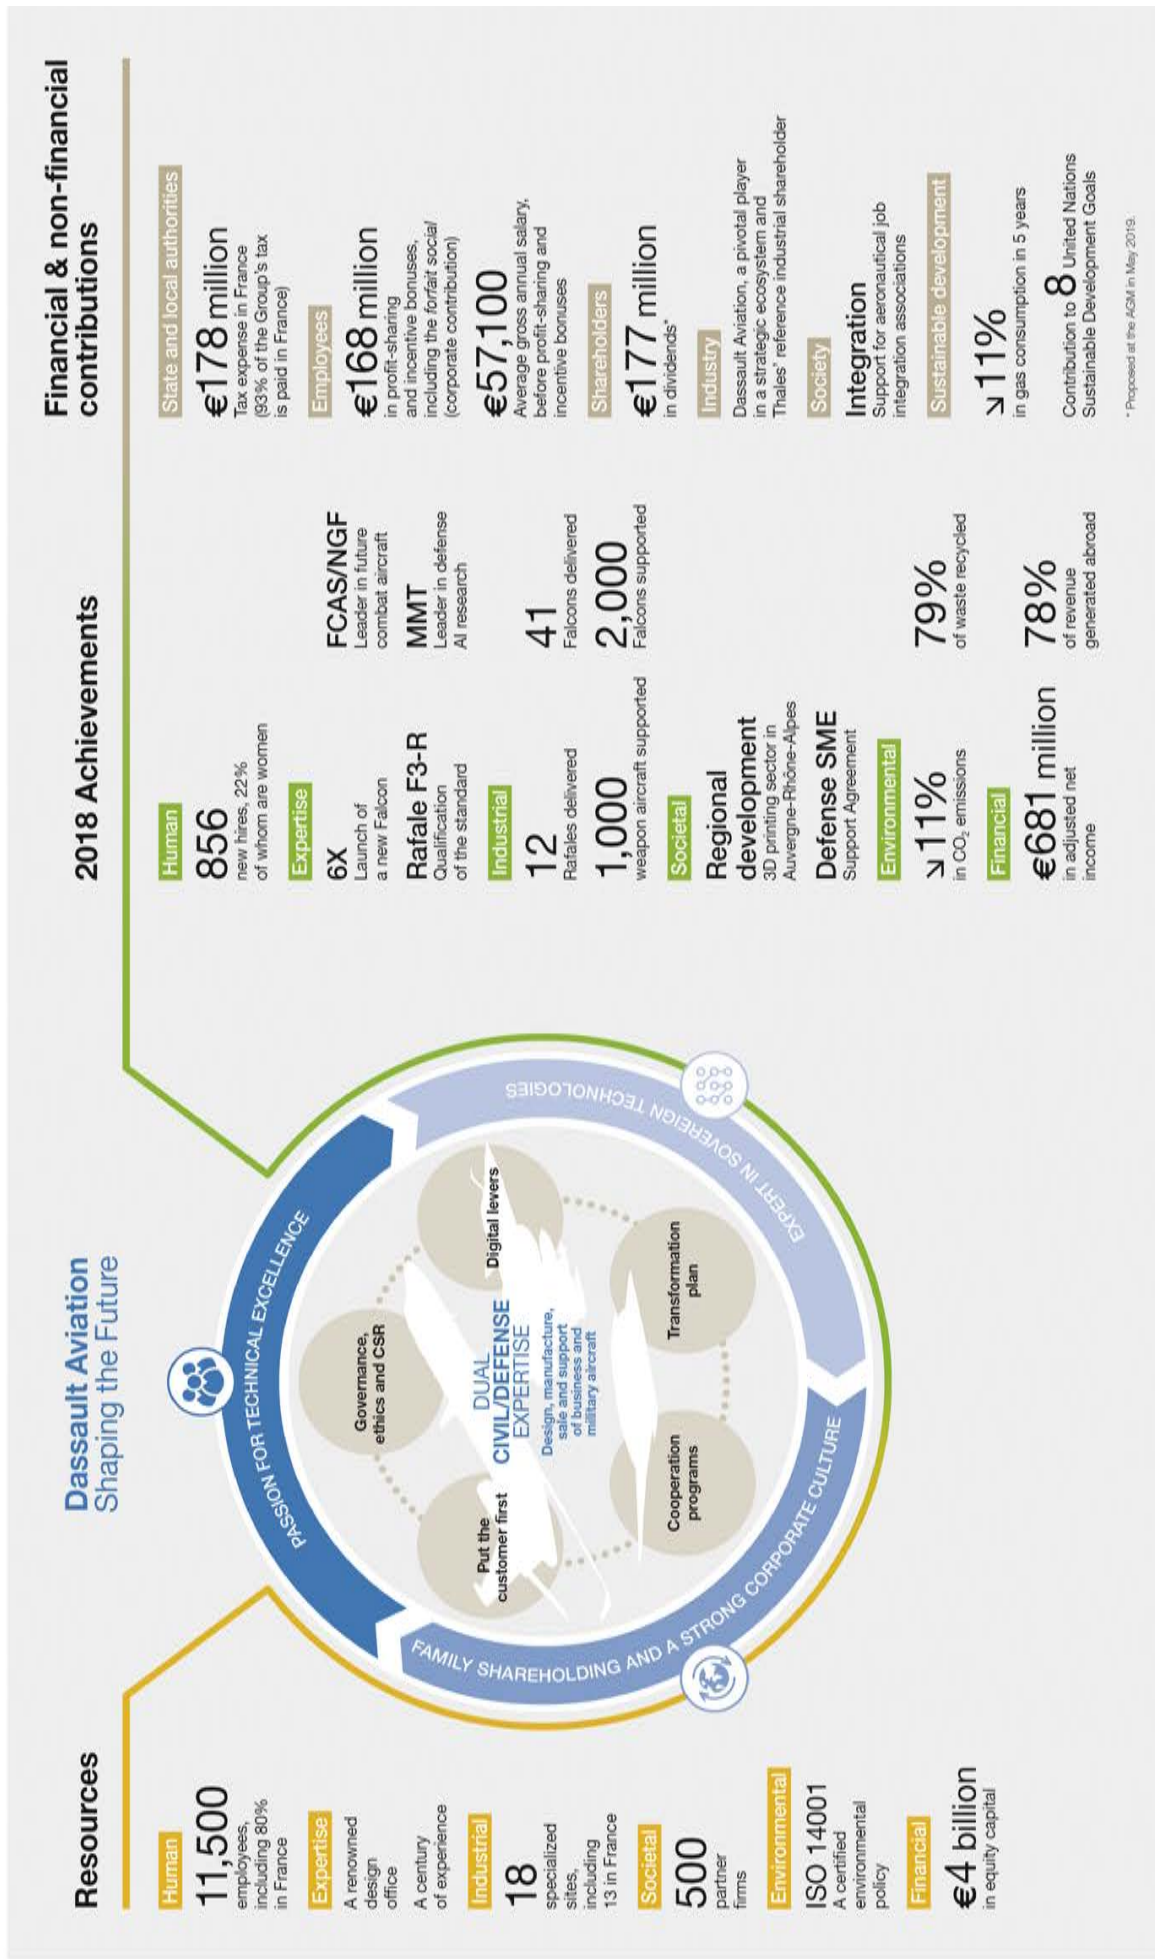 Resources
Human
11,500
employees,
including 80%
in France
Expertise
A renowned
design
office
A century
of experience
Industrial
18
specialized
sites,
including
13 in France
Societal
500
partner
firms
Environmental
ISO 14001
A certified
environmental
policy
Financial
€4 billion
in equity capital
Dassault Aviation
Shaping the Future
PASSION FOR TECHNICAL EXCELLENCE
EXPERT IN SOVEREIGN TECHNOLOGIES
FAMILY SHAREHOLDING AND A STRONG CORPORATE CULTURE
Governance,
ethics and CSR
Put the
customer first
Digital levers
DUAL
CIVIL/DEFENSE
EXPERTISE
Design, manufacture,
sale and support
of business and
military aircraft
Cooperation
programs
Transformation
plan
2018 Achievements
Human
856
new hires, 22%
of whom are women
Expertise
6X
Launch of
a new Falcon
FCAS/NGF
Leader in future
combat aircraft
Rafale F3-R
Qualification
of the standard
MMT
Leader in defense
AI research
Industrial
12
Rafales delivered
41
Falcons delivered
1,000
weapon aircraft supported
2,000
Falcons supported
Societal
Regional
development
3D printing sector in
Auvergne-Rhône-Alpes
Defense SME
Support Agreement
Environmental
↘11%
in CO₂ emissions
79%
of waste recycled
Financial
€681 million
in adjusted net
income
78%
of revenue
generated abroad
Financial & non-financial
contributions
State and local authorities
€178 million
Tax expense in France
(93% of the Group's tax
is paid in France)
Employees
€168 million
in profit-sharing
and incentive bonuses,
including the forfait social
(corporate contribution)
€57,100
Average gross annual salary,
before profit-sharing and
incentive bonuses
Shareholders
€177 million
in dividends*
Industry
Dassault Aviation, a pivotal player
in a strategic ecosystem and
Thales' reference industrial shareholder
Society
Integration
Support for aeronautical job
integration associations
Sustainable development
↘11%
in gas consumption in 5 years
Contribution to 8 United Nations
Sustainable Development Goals
* Proposed at the AGM in May 2019.